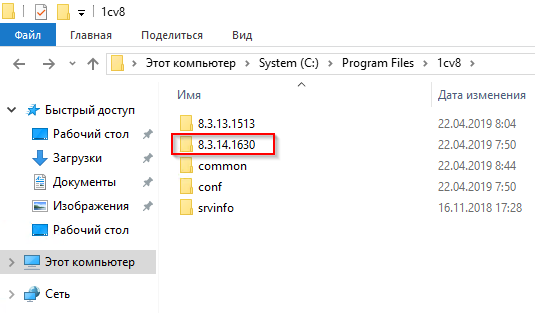 1cv8
Файл Главная Поделиться Вид
Этот компьютер System (C:) Program Files 1cv8
Имя Дата изменения
Быстрый доступ
Рабочий стол
Загрузки
Документы
Изображения
Рабочий стол
Этот компьютер
Сеть
8.3.13.1513 22.04.2019 8:04
8.3.14.1630 22.04.2019 7:50
common 22.04.2019 8:44
conf 22.04.2019 7:50
srvinfo 16.11.2018 17:28